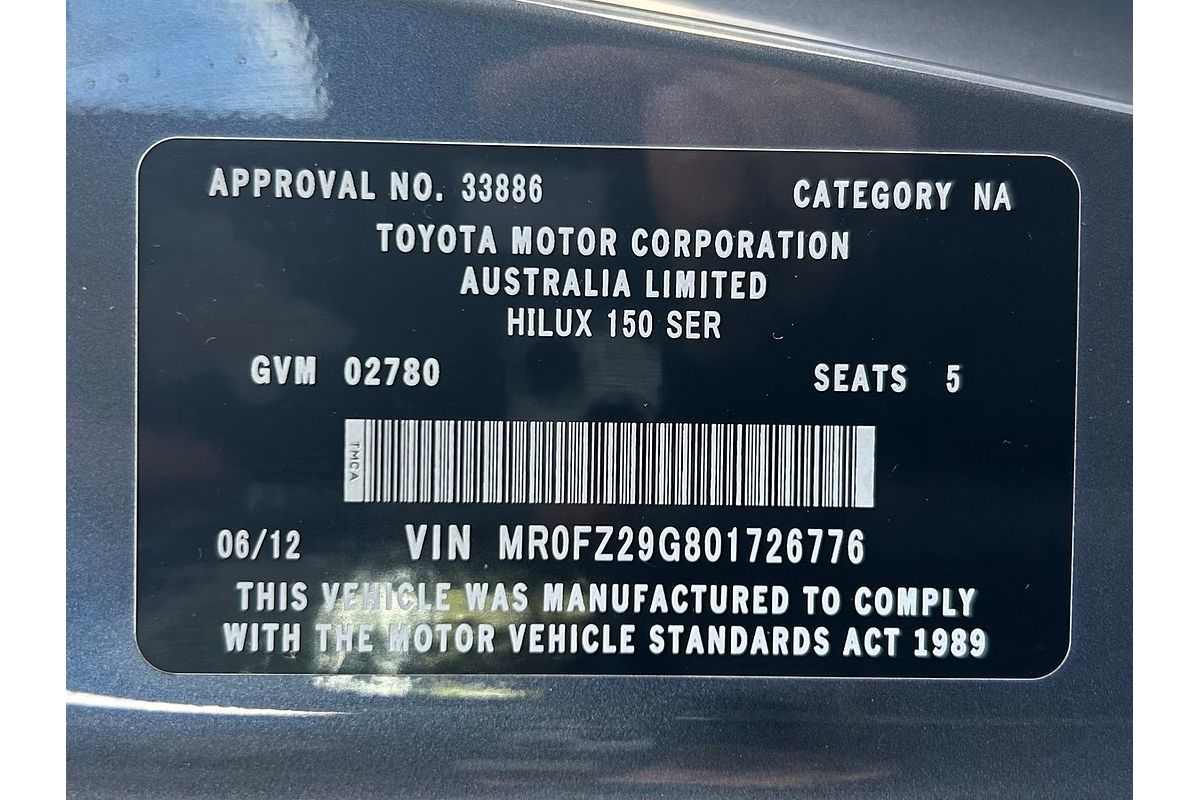 APPROVAL NO. 33886 CATEGORY NA
TOYOTA MOTOR CORPORATION
AUSTRALIA LIMITED
HILUX 150 SER
GVM 02780 SEATS 5
TMCA
06/12 VIN MR0FZ29G801726776
THIS VEHICLE WAS MANUFACTURED TO COMPLY
WITH THE MOTOR VEHICLE STANDARDS ACT 1989